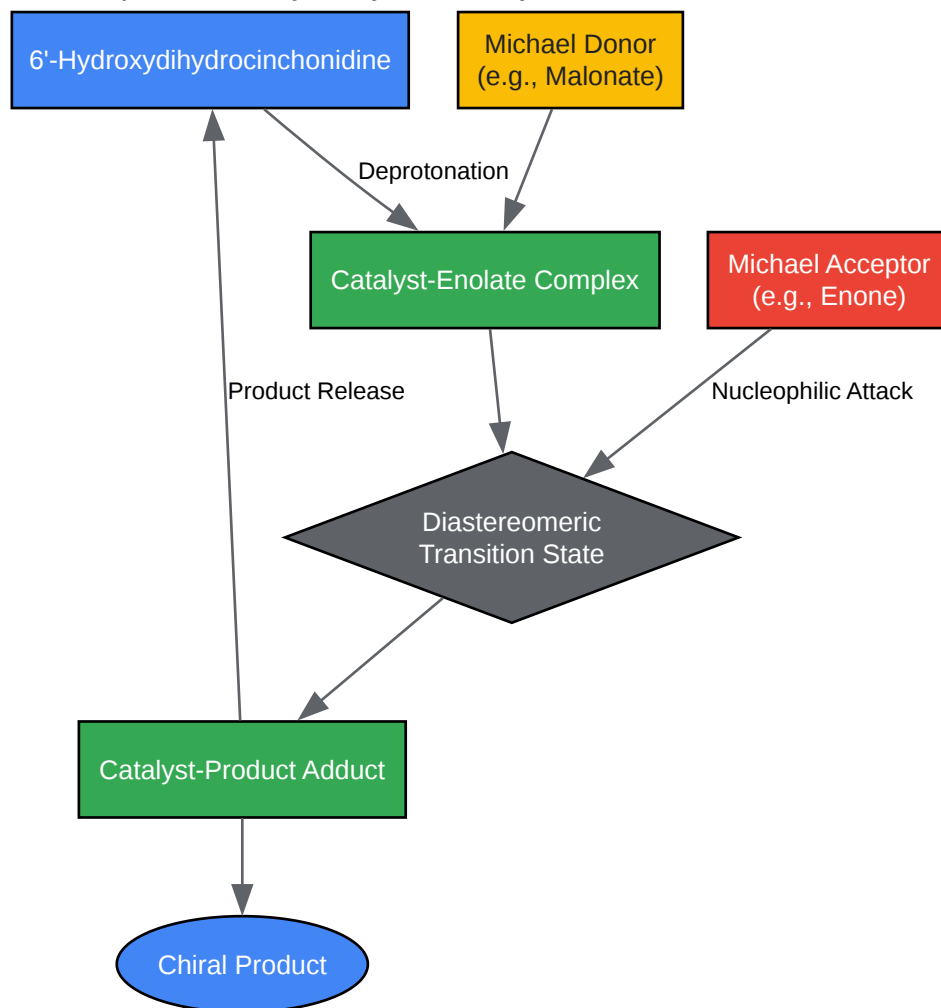 6'-Hydroxydihydrocinchonidine
Michael Donor
(e.g., Malonate)
Deprotonation
Catalyst-Enolate Complex
Michael Acceptor
(e.g., Enone)
Product Release
Nucleophilic Attack
Diastereomeric
Transition State
Catalyst-Product Adduct
Chiral Product